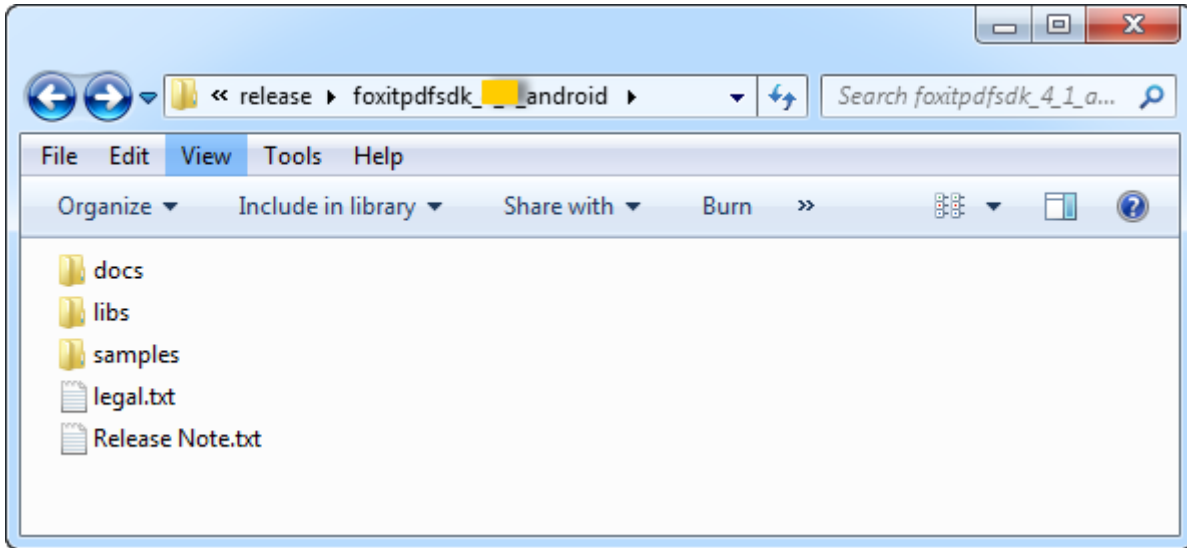 « release ▸ foxitpdfsdk_ _android ▸ Search foxitpdfsdk_4_1_a...
File Edit View Tools Help
Organize Include in library Share with Burn »
docs
libs
samples
legal.txt
Release Note.txt